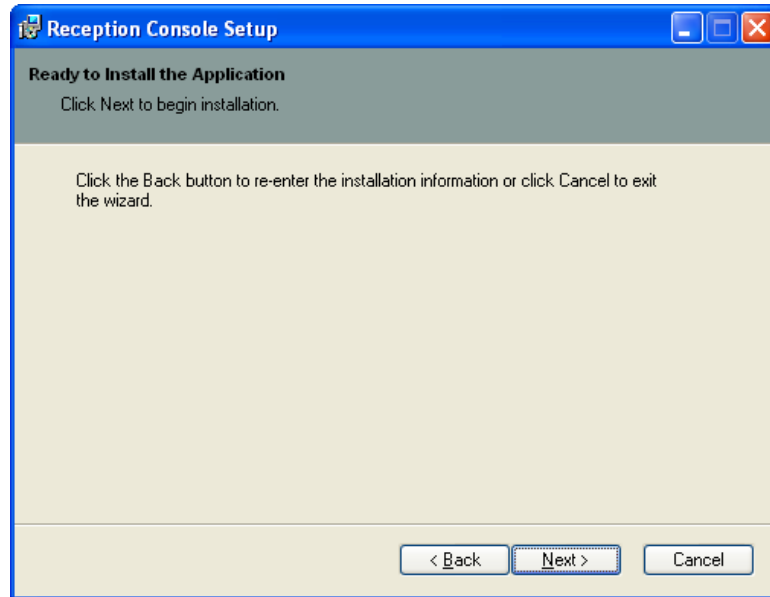 Reception Console Setup
Ready to Install the Application
Click Next to begin installation.
Click the Back button to re-enter the installation information or click Cancel to exit
the wizard.
< Back
Next >
Cancel